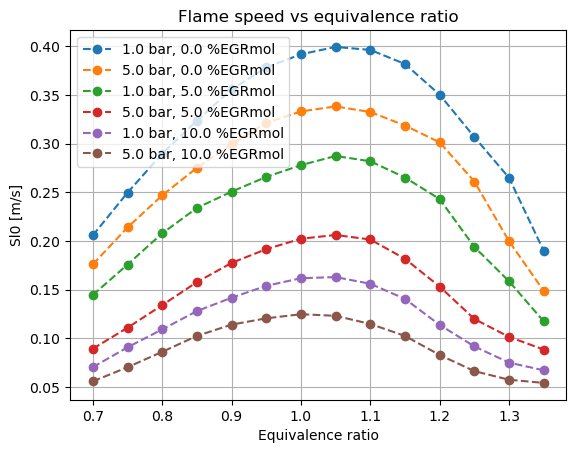 Flame speed vs equivalence ratio
0.40
0.35
0.30
0.25
0.20
0.15
0.10
0.05
Sl0 [m/s]
1.0 bar, 0.0 %EGRmol
5.0 bar, 0.0 %EGRmol
1.0 bar, 5.0 %EGRmol
5.0 bar, 5.0 %EGRmol
1.0 bar, 10.0 %EGRmol
5.0 bar, 10.0 %EGRmol
0.7 0.8 0.9 1.0 1.1 1.2 1.3
Equivalence ratio